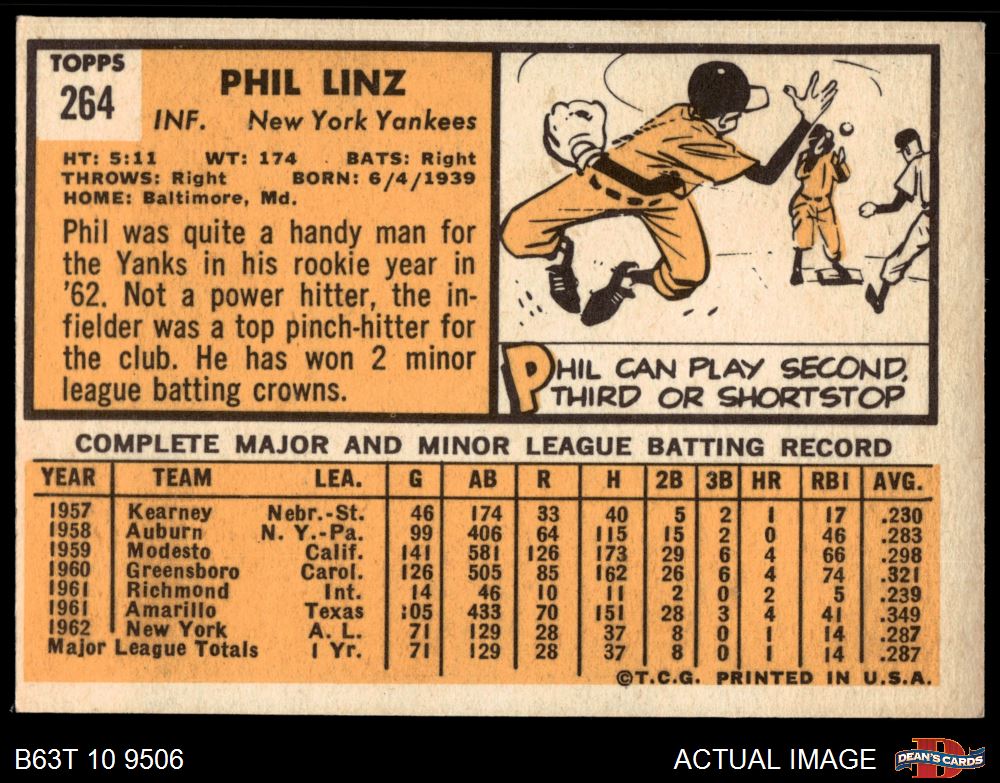 TOPPS
264
PHIL LINZ
INF. New York Yankees
HT: 5:11 WT: 174 BATS: Right
THROWS: Right BORN: 6/4/1939
HOME: Baltimore, Md.
Phil was quite a handy man for
the Yanks in his rookie year in
'62. Not a power hitter, the in-
fielder was a top pinch-hitter for
the club. He has won 2 minor
league batting crowns.
PHIL CAN PLAY SECOND,
THIRD OR SHORTSTOP
COMPLETE MAJOR AND MINOR LEAGUE BATTING RECORD
YEAR TEAM LEA. G AB R H 2B 3B HR RBI AVG.
1957 Kearney Nebr.-St. 46 174 33 40 5 2 1 17 .230
1958 Auburn N. Y.-Pa. 99 406 64 115 15 2 0 46 .283
1959 Modesto Calif. 141 581 126 173 29 6 4 66 .298
1960 Greensboro Carol. 126 505 85 162 26 6 4 74 .321
1961 Richmond Int. 14 46 10 11 2 0 2 5 .239
1961 Amarillo Texas 105 433 70 151 28 3 4 41 .349
1962 New York A. L. 71 129 28 37 8 0 1 14 .287
Major League Totals 1 Yr. 71 129 28 37 8 0 1 14 .287
©T.C.G. PRINTED IN U.S.A.
B63T 10 9506 ACTUAL IMAGE
D
DEAN'S CARDS